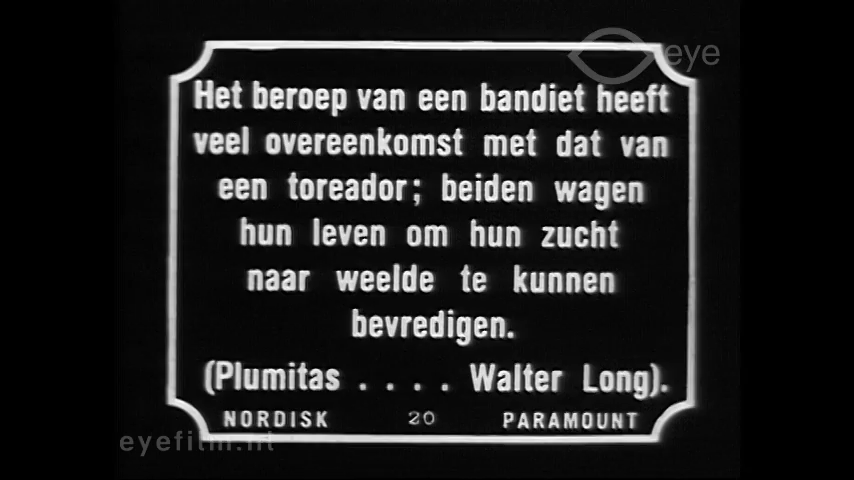 eye
Het beroep van een bandiet heeft
veel overeenkomst met dat van
een toreador; beiden wagen
hun leven om hun zucht
naar weelde te kunnen
bevredigen.
(Plumitas .... Walter Long).
NORDISK 20 PARAMOUNT
eyefilm.nl